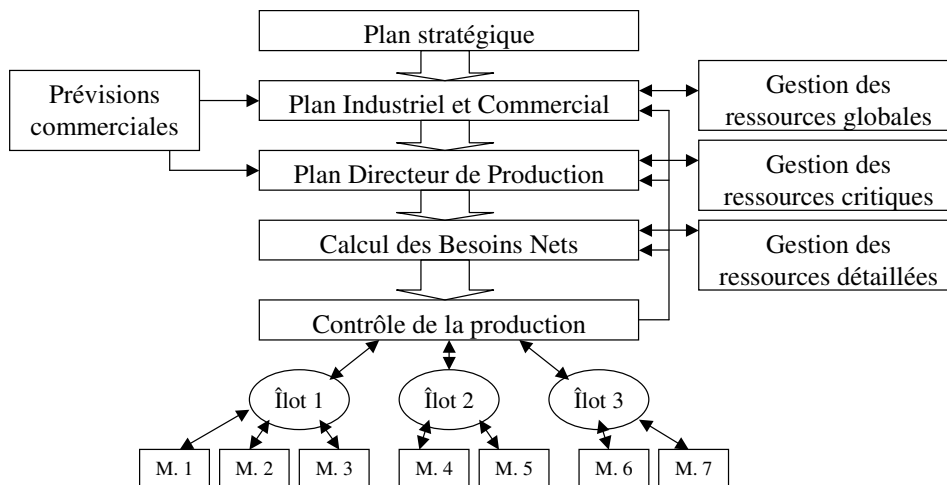 Plan stratégique
Prévisions
commerciales
Plan Industriel et Commercial
Gestion des
ressources globales
Plan Directeur de Production
Gestion des
ressources critiques
Calcul des Besoins Nets
Gestion des
ressources détaillées
Contrôle de la production
Îlot 1
Îlot 2
Îlot 3
M. 1
M. 2
M. 3
M. 4
M. 5
M. 6
M. 7